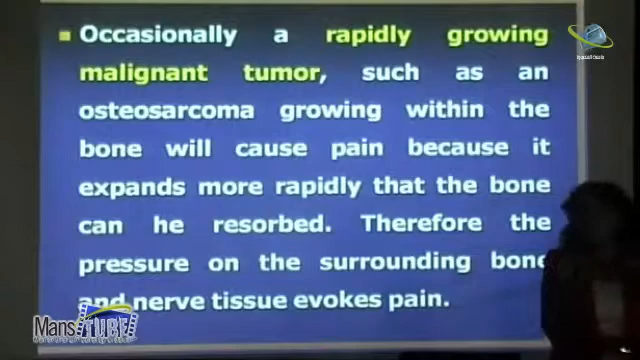 Occasionally a rapidly growing
malignant tumor, such as an
osteosarcoma growing within the
bone will cause pain because it
expands more rapidly that the bone
can he resorbed. Therefore the
pressure on the surrounding bone
and nerve tissue evokes pain.
Mans TUBE